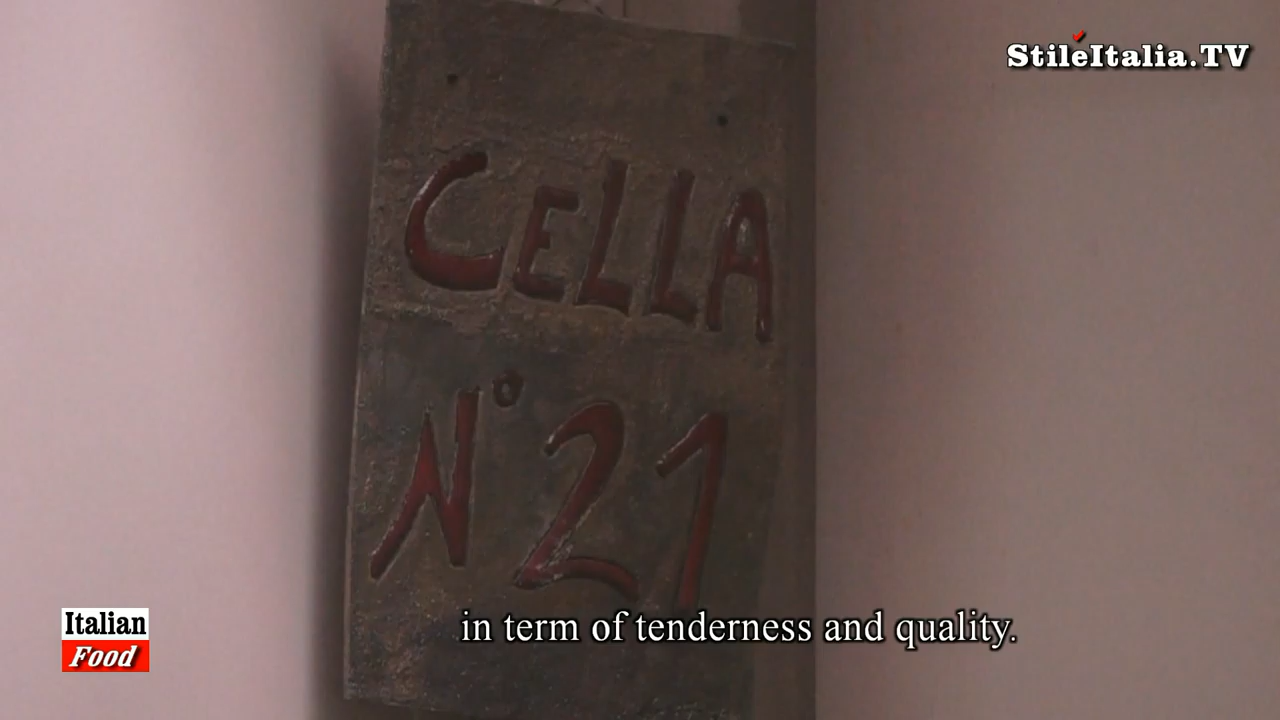 StileItalia.TV
CELLA
N° 21
in term of tenderness and quality.
Italian
Food